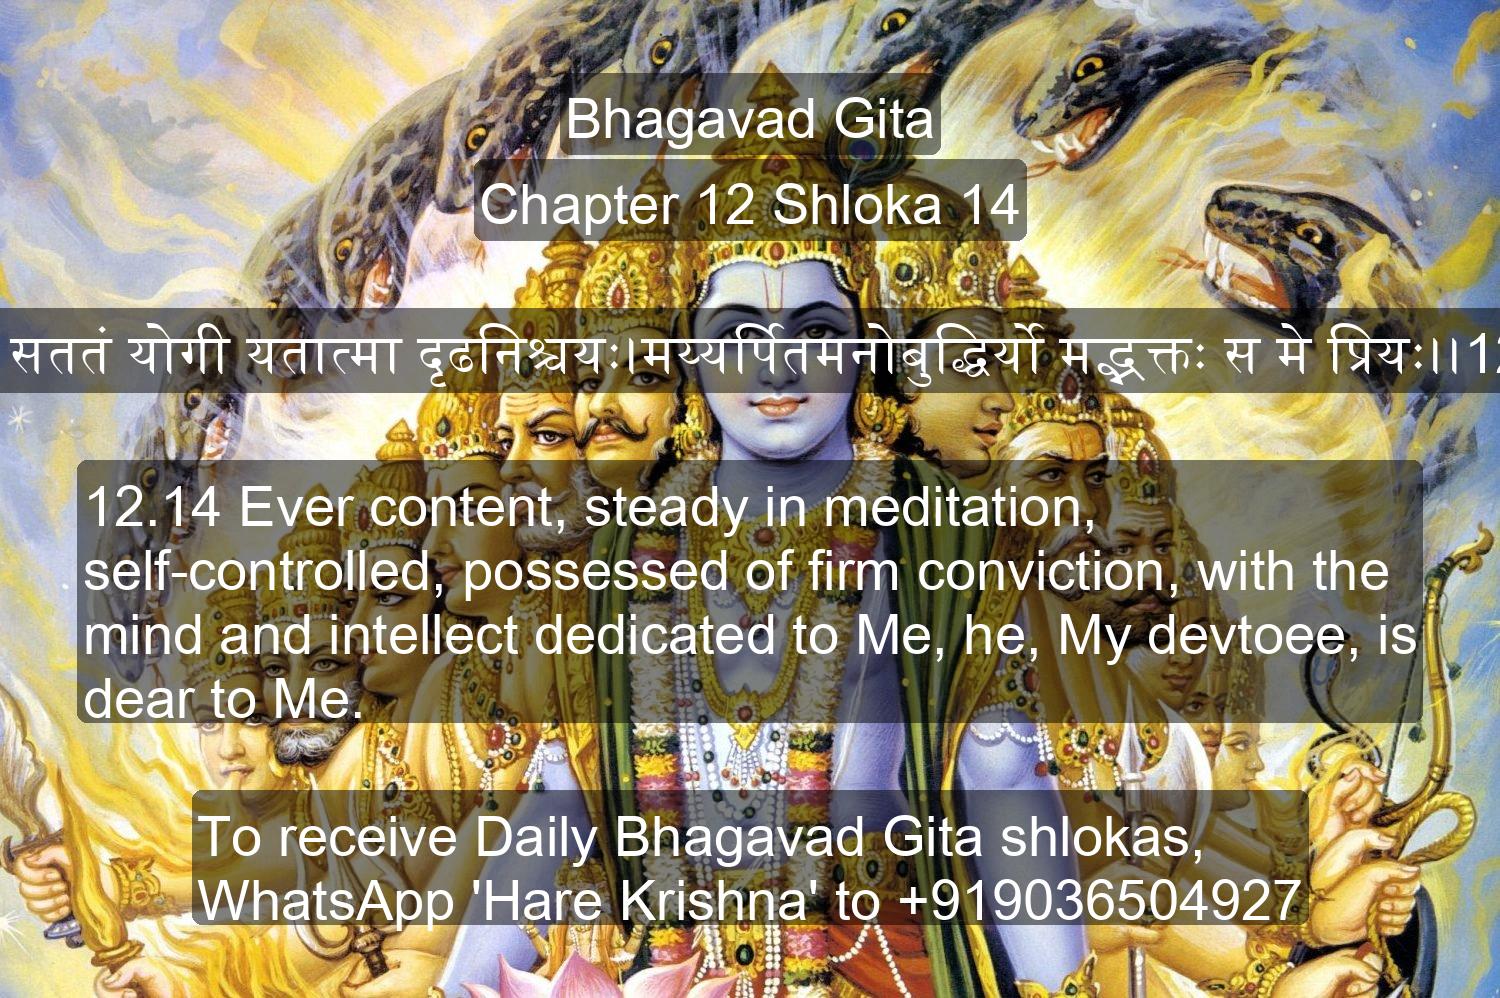 Bhagavad Gita
Chapter 12 Shloka 14
सततं योगी यतात्मा दृढनिश्चयः।मय्यर्पितमनोबुद्धिर्यो मद्भक्तः स मे प्रियः।।12
12.14 Ever content, steady in meditation,
self-controlled, possessed of firm conviction, with the
mind and intellect dedicated to Me, he, My devtoee, is
dear to Me.
To receive Daily Bhagavad Gita shlokas,
WhatsApp 'Hare Krishna' to +919036504927